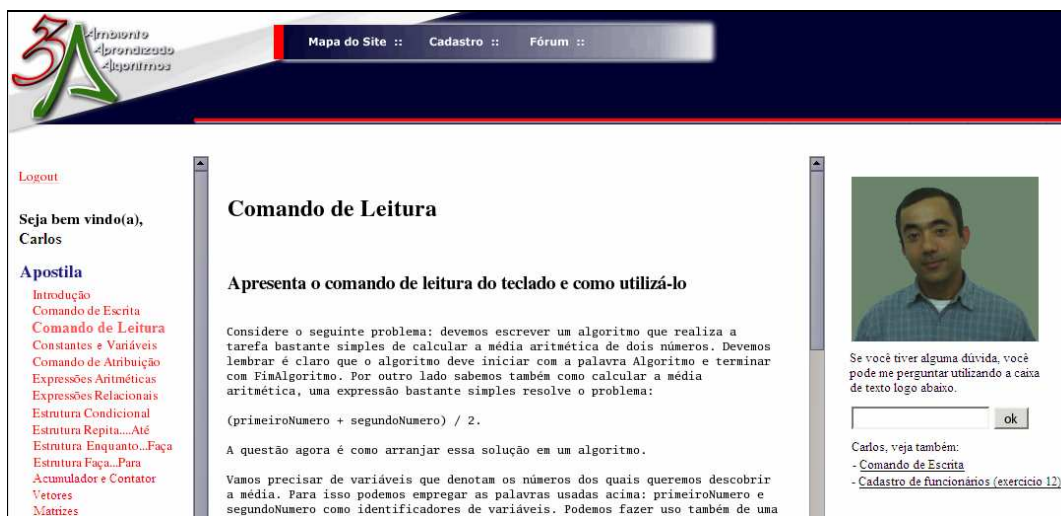 3A
Ambiente
Aprendizado
Algoritmos
Mapa do Site :: Cadastro :: Fórum ::
Logout
Seja bem vindo(a),
Carlos
Apostila
Introdução
Comando de Escrita
Comando de Leitura
Constantes e Variáveis
Comando de Atribuição
Expressões Aritméticas
Expressões Relacionais
Estrutura Condicional
Estrutura Repita....Até
Estrutura Enquanto...Faça
Estrutura Faça...Para
Acumulador e Contator
Vetores
Matrizes
Comando de Leitura
Apresenta o comando de leitura do teclado e como utilizá-lo
Considere o seguinte problema: devemos escrever um algoritmo que realiza a
tarefa bastante simples de calcular a média aritmética de dois números. Devemos
lembrar é claro que o algoritmo deve iniciar com a palavra Algoritmo e terminar
com FimAlgoritmo. Por outro lado sabemos também como calcular a média
aritmética, uma expressão bastante simples resolve o problema:
(primeiroNumero + segundoNumero) / 2.
A questão agora é como arranjar essa solução em um algoritmo.
Vamos precisar de variáveis que denotam os números dos quais queremos descobrir
a média. Para isso podemos empregar as palavras usadas acima: primeiroNumero e
segundoNumero como identificadores de variáveis. Podemos fazer uso também de uma
Se você tiver alguma dúvida, você
pode me perguntar utilizando a caixa
de texto logo abaixo.
ok
Carlos, veja também:
- Comando de Escrita
- Cadastro de funcionários (exercicio 12)